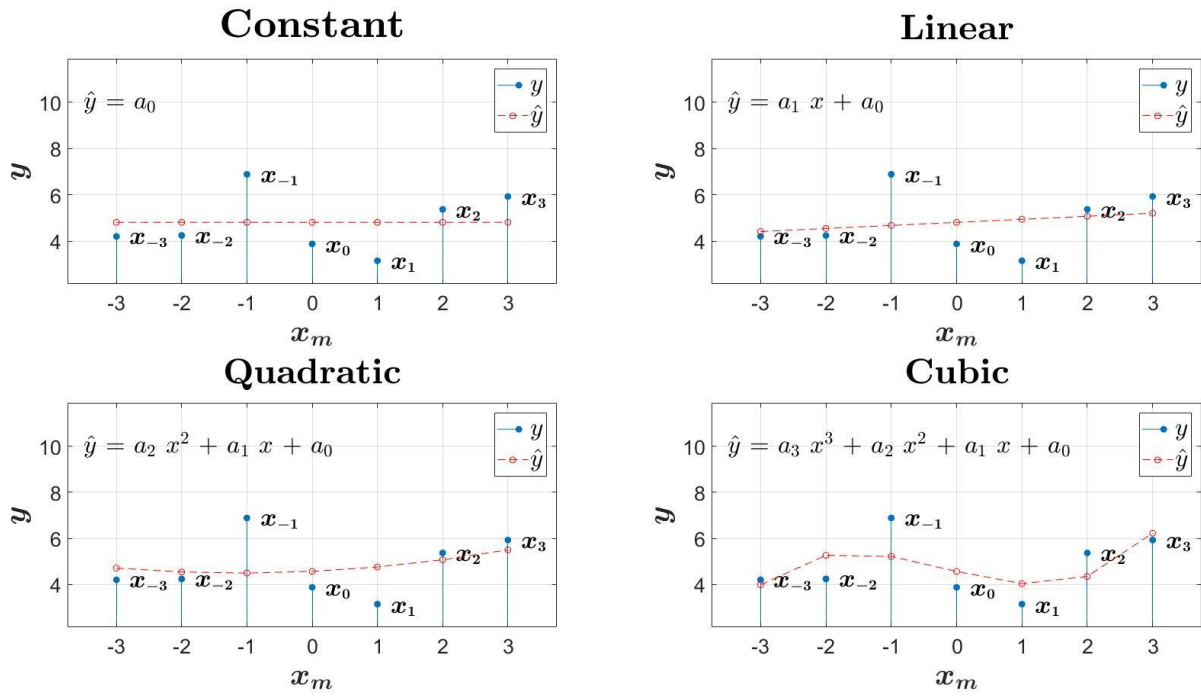 Constant
ŷ = a₀
y
ŷ
10
8
6
4
y
x₋₃
x₋₂
x₋₁
x₀
x₁
x₂
x₃
-3 -2 -1 0 1 2 3
xₘ
Linear
ŷ = a₁ x + a₀
y
ŷ
10
8
6
4
y
x₋₃
x₋₂
x₋₁
x₀
x₁
x₂
x₃
-3 -2 -1 0 1 2 3
xₘ
Quadratic
ŷ = a₂ x² + a₁ x + a₀
y
ŷ
10
8
6
4
y
x₋₃
x₋₂
x₋₁
x₀
x₁
x₂
x₃
-3 -2 -1 0 1 2 3
xₘ
Cubic
ŷ = a₃ x³ + a₂ x² + a₁ x + a₀
y
ŷ
10
8
6
4
y
x₋₃
x₋₂
x₋₁
x₀
x₁
x₂
x₃
-3 -2 -1 0 1 2 3
xₘ